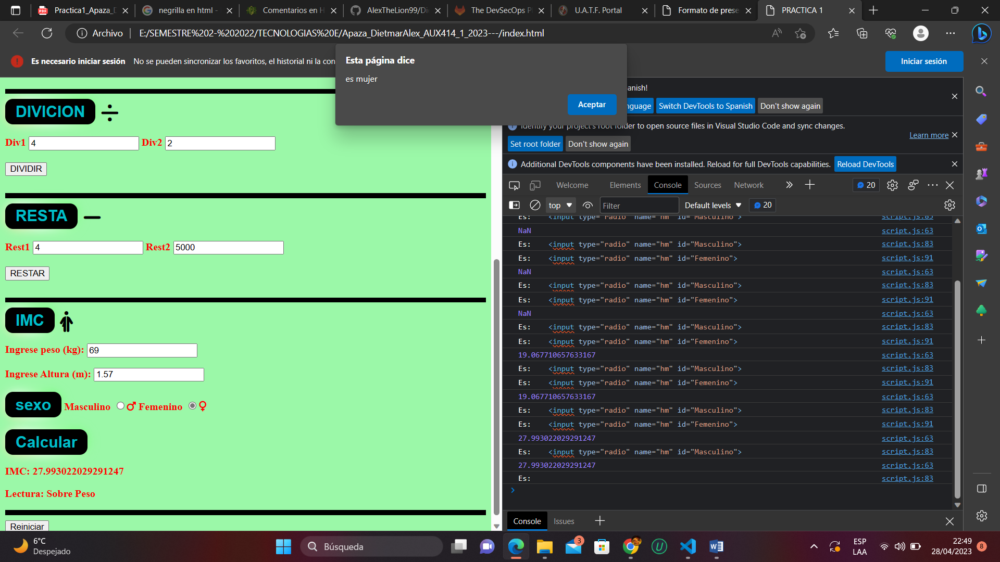 Practica1_Apaza_D
negrilla en html -
Comentarios en H
AlexTheLion99/Di
The DevSecOps P
U.A.T.F. Portal
Formato de prese
PRACTICA 1
Archivo
E:/SEMESTRE%202-%202022/TECNOLOGIAS%20E/Apaza_DietmarAlex_AUX414_1_2023---/index.html
Es necesario iniciar sesión No se pueden sincronizar los favoritos, el historial ni la con
Iniciar sesión
Esta página dice
es mujer
Aceptar
DIVICION
Div1 4 Div2 2
DIVIDIR
RESTA
Rest1 4 Rest2 5000
RESTAR
IMC
Ingrese peso (kg): 69
Ingrese Altura (m): 1.57
sexo Masculino Femenino
Calcular
IMC: 27.993022029291247
Lectura: Sobre Peso
Reiniciar
anish!
nguage Switch DevTools to Spanish Don't show again
Identify your project's root folder to open source files in Visual Studio Code and sync changes.
Set root folder Don't show again
Learn more
Additional DevTools components have been installed. Reload for full DevTools capabilities. Reload DevTools
Welcome Elements Console Sources Network 20
top Filter Default levels 20
Es: <input type="radio" name="hm" id="Masculino"> script.js:83
NaN script.js:63
Es: <input type="radio" name="hm" id="Masculino"> script.js:83
Es: <input type="radio" name="hm" id="Femenino"> script.js:91
NaN script.js:63
Es: <input type="radio" name="hm" id="Masculino"> script.js:83
Es: <input type="radio" name="hm" id="Femenino"> script.js:91
NaN script.js:63
Es: <input type="radio" name="hm" id="Masculino"> script.js:83
Es: <input type="radio" name="hm" id="Femenino"> script.js:91
19.067710657633167 script.js:63
Es: <input type="radio" name="hm" id="Masculino"> script.js:83
Es: <input type="radio" name="hm" id="Femenino"> script.js:91
19.067710657633167 script.js:63
Es: <input type="radio" name="hm" id="Masculino"> script.js:83
Es: <input type="radio" name="hm" id="Femenino"> script.js:91
27.993022029291247 script.js:63
Es: <input type="radio" name="hm" id="Masculino"> script.js:83
27.993022029291247 script.js:63
Es: script.js:83
Console Issues
6°C
Despejado
Búsqueda
3
ESP
LAA
22:49
28/04/2023
8